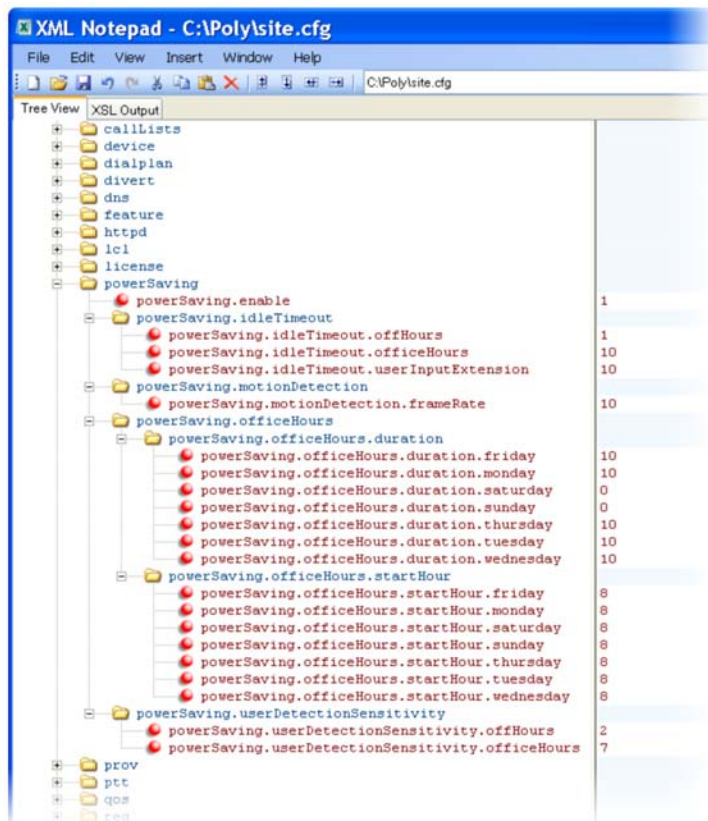 XML Notepad - C:\Poly\site.cfg
File Edit View Insert Window Help
C:\Poly\site.cfg
Tree View XSL Output
callLists
device
dialplan
divert
dns
feature
httpd
lcl
license
powerSaving
powerSaving.enable 1
powerSaving.idleTimeout
powerSaving.idleTimeout.offHours 1
powerSaving.idleTimeout.officeHours 10
powerSaving.idleTimeout.userInputExtension 10
powerSaving.motionDetection
powerSaving.motionDetection.frameRate 10
powerSaving.officeHours
powerSaving.officeHours.duration
powerSaving.officeHours.duration.friday 10
powerSaving.officeHours.duration.monday 10
powerSaving.officeHours.duration.saturday 0
powerSaving.officeHours.duration.sunday 0
powerSaving.officeHours.duration.thursday 10
powerSaving.officeHours.duration.tuesday 10
powerSaving.officeHours.duration.wednesday 10
powerSaving.officeHours.startHour
powerSaving.officeHours.startHour.friday 8
powerSaving.officeHours.startHour.monday 8
powerSaving.officeHours.startHour.saturday 8
powerSaving.officeHours.startHour.sunday 8
powerSaving.officeHours.startHour.thursday 8
powerSaving.officeHours.startHour.tuesday 8
powerSaving.officeHours.startHour.wednesday 8
powerSaving.userDetectionSensitivity
powerSaving.userDetectionSensitivity.offHours 2
powerSaving.userDetectionSensitivity.officeHours 7
prov
ptt
qos
reg